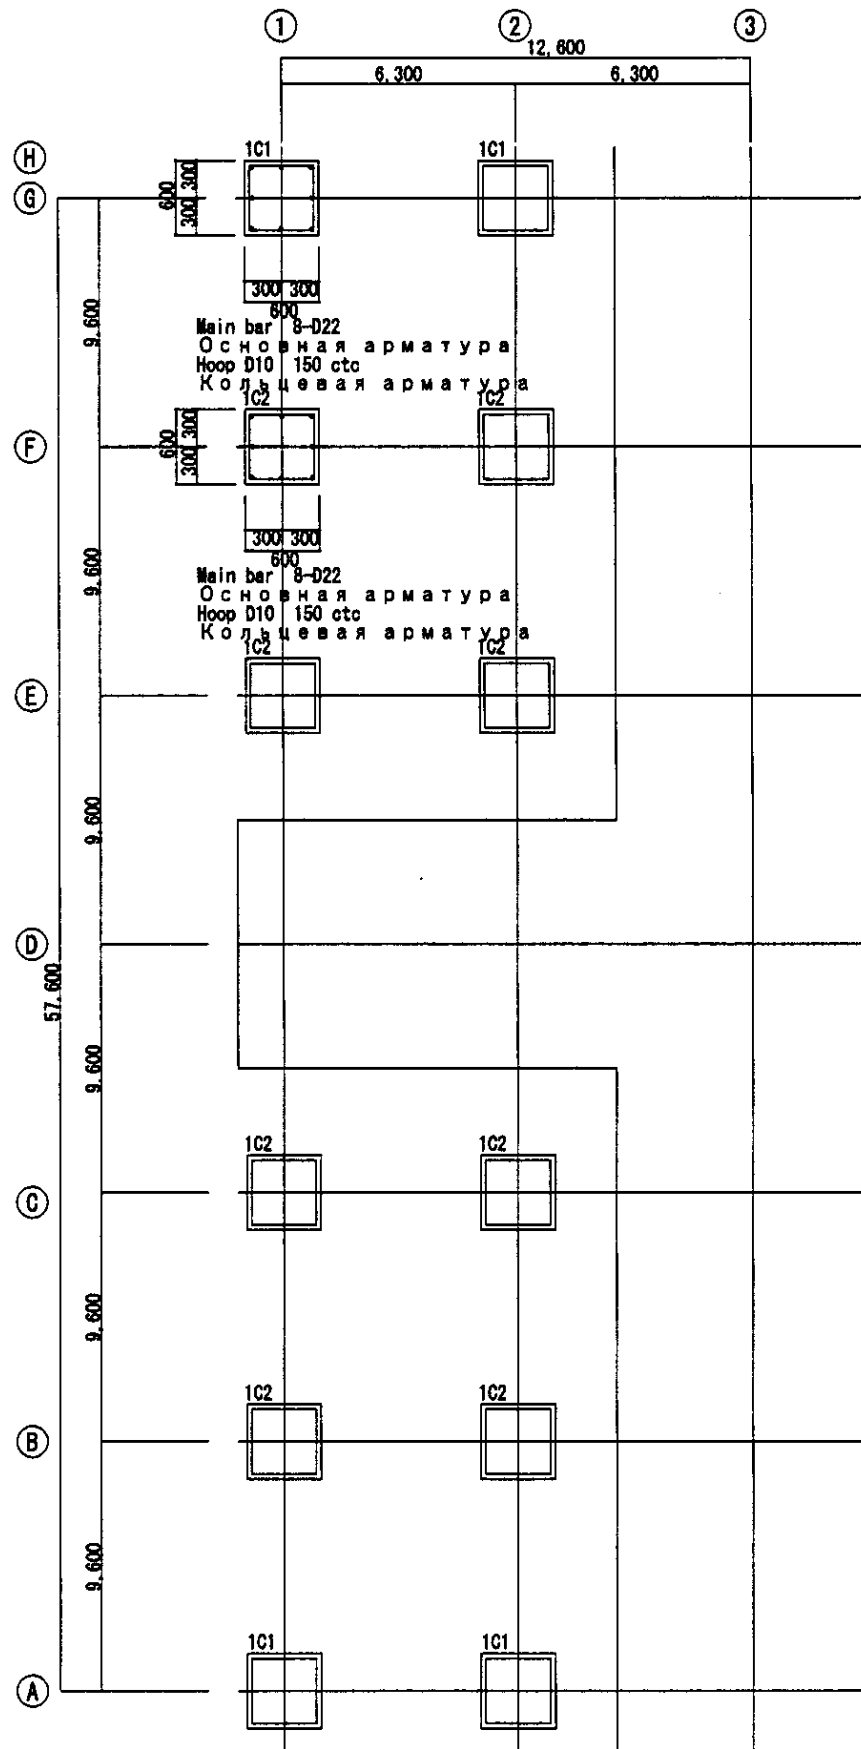 1 2 3
12,600
6,300 6,300
H 1C1 1C1
G 600 300 300
300 300
600
9,600
Main bar 8-D22
Основная арматура
Hoop D10 150 ctc
Кольцевая арматура
1C2 1C2
F 600 300 300
300 300
600
9,600
Main bar 8-D22
Основная арматура
Hoop D10 150 ctc
Кольцевая арматура
1C2 1C2
E
9,600
D
57,600
9,600
1C2 1C2
C
9,600
1C2 1C2
B
9,600
1C1 1C1
A